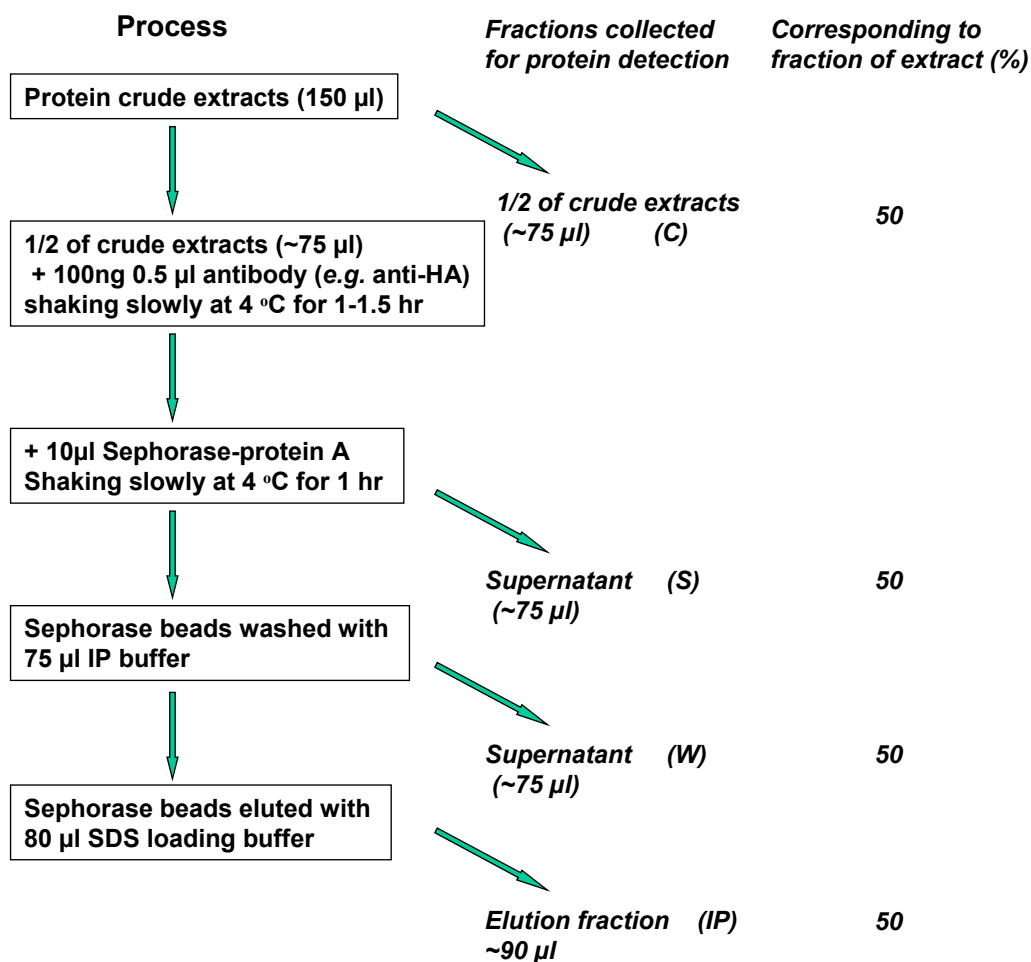 Process
Fractions collected
for protein detection
Corresponding to
fraction of extract (%)
Protein crude extracts (150 µl)
1/2 of crude extracts
(~75 µl) (C)
50
1/2 of crude extracts (~75 µl)
+ 100ng 0.5 µl antibody (e.g. anti-HA)
shaking slowly at 4 ºC for 1-1.5 hr
+ 10µl Sephorase-protein A
Shaking slowly at 4 ºC for 1 hr
Supernatant (S)
(~75 µl)
50
Sephorase beads washed with
75 µl IP buffer
Supernatant (W)
(~75 µl)
50
Sephorase beads eluted with
80 µl SDS loading buffer
Elution fraction (IP)
~90 µl
50